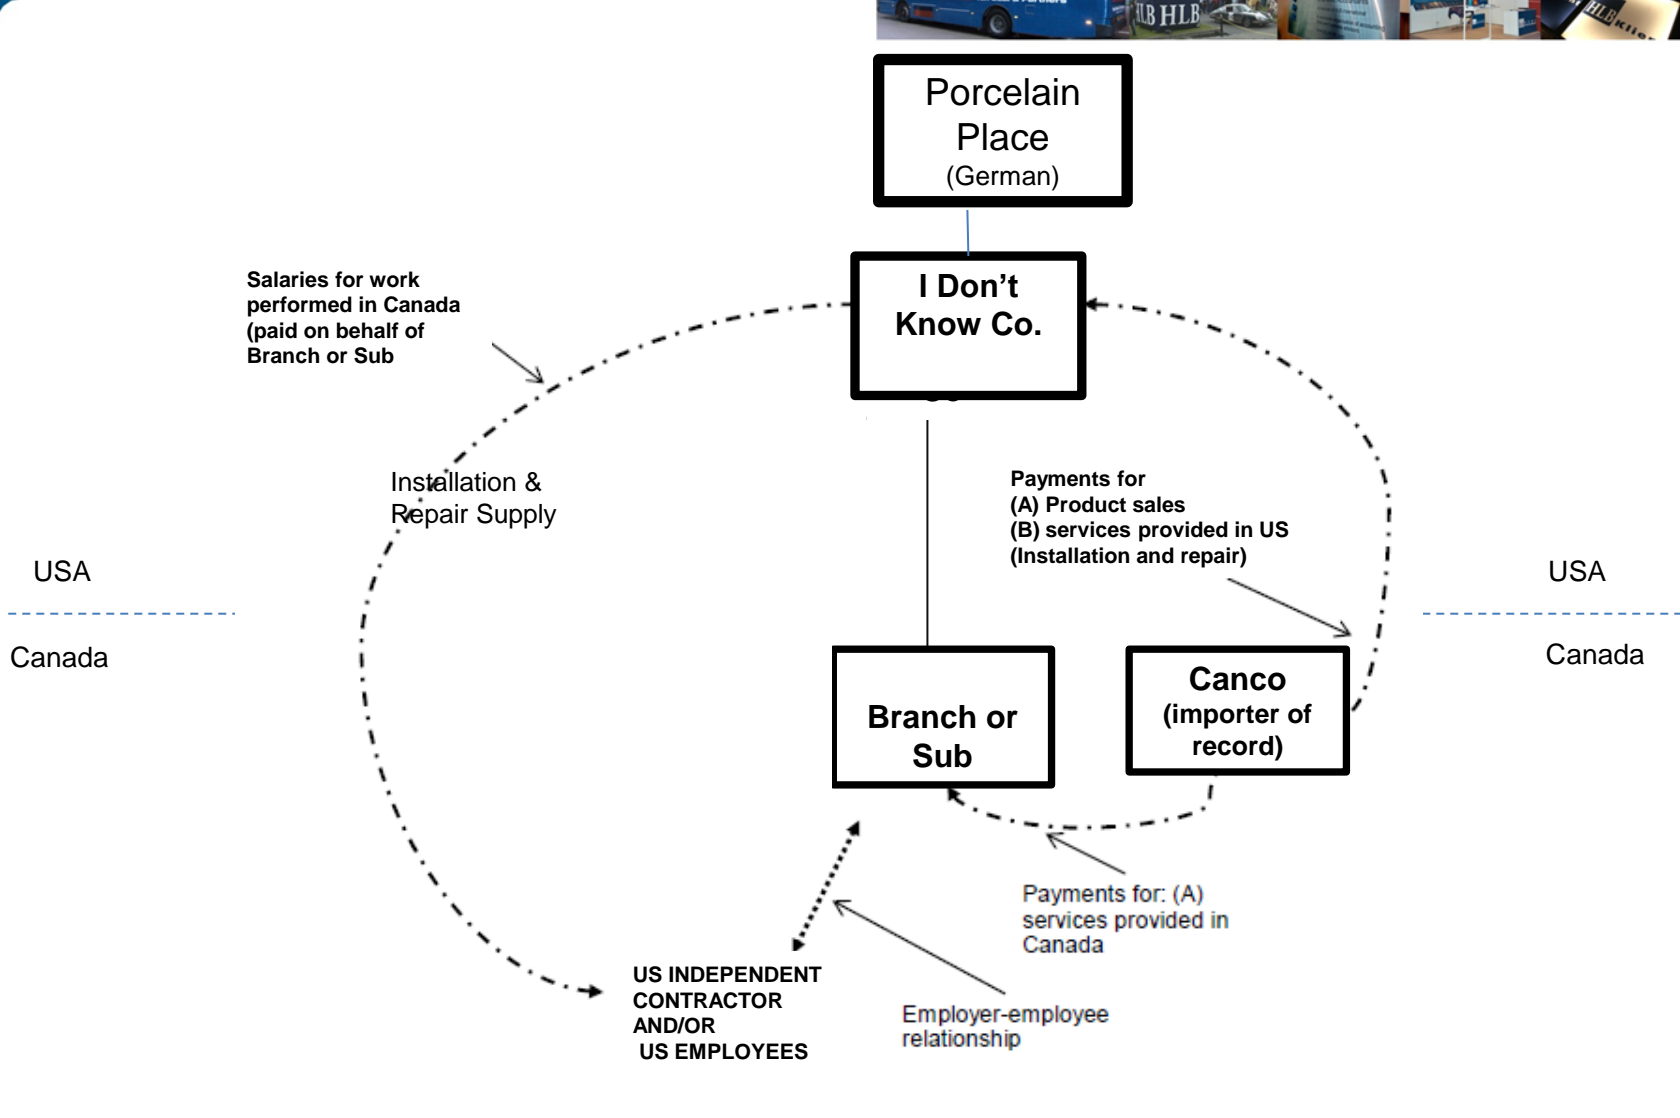 HLB HLB
HLB Klie
Porcelain
Place
(German)
I Don't
Know Co.
Salaries for work
performed in Canada
(paid on behalf of
Branch or Sub
Installation &
Repair Supply
Payments for
(A) Product sales
(B) services provided in US
(Installation and repair)
USA
USA
Canada
Canada
Branch or
Sub
Canco
(importer of
record)
Payments for: (A)
services provided in
Canada
US INDEPENDENT
CONTRACTOR
AND/OR
US EMPLOYEES
Employer-employee
relationship